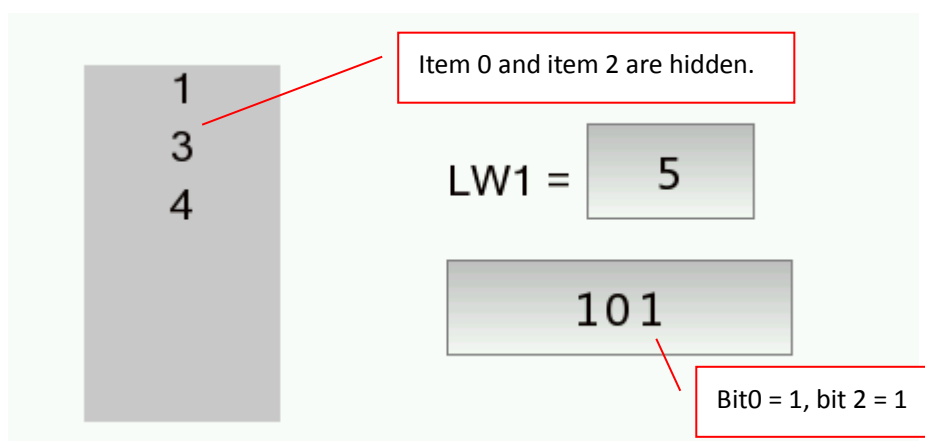 Item 0 and item 2 are hidden.
1
3
4
LW1 = 5
101
Bit0 = 1, bit 2 = 1